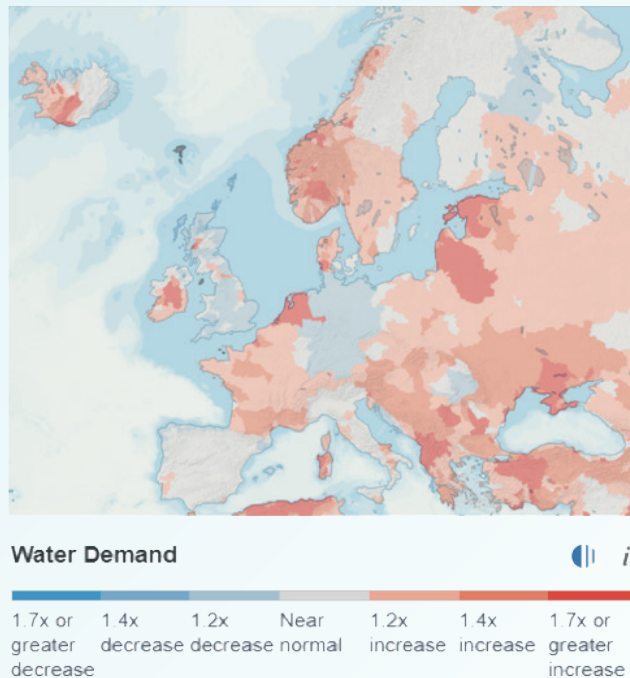 Water Demand
i
1.7x or 1.4x 1.2x Near 1.2x 1.4x 1.7x or
greater decrease decrease normal increase increase greater
decrease increase